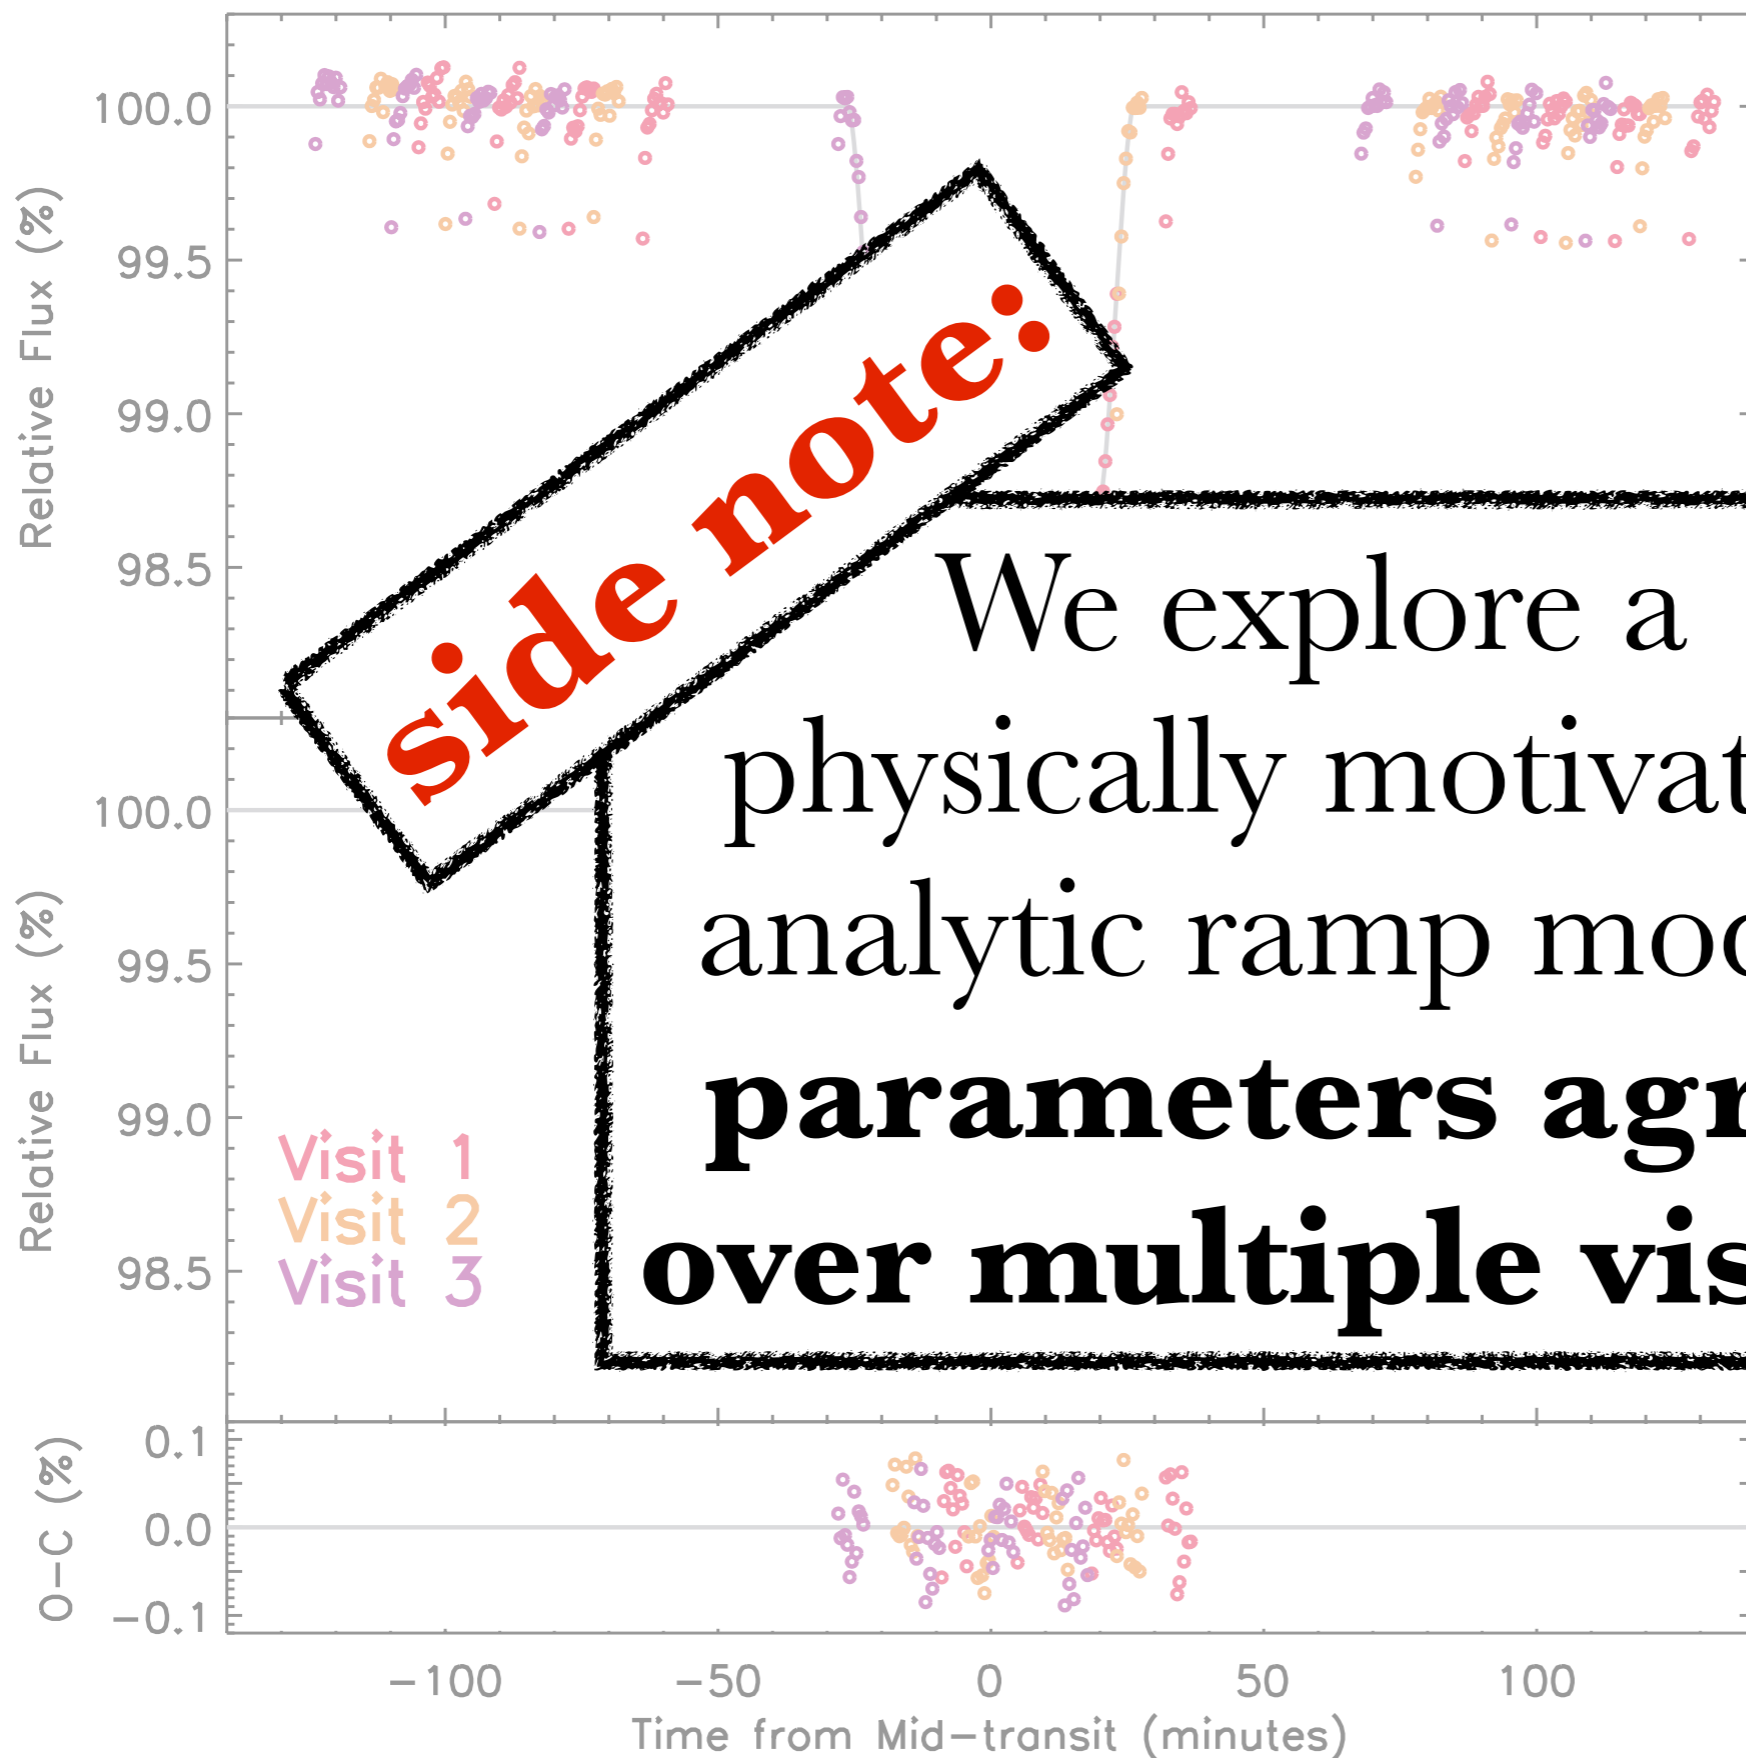 Relative Flux (%)
100.0
99.5
99.0
98.5
side note:
We explore a
physically motivat
analytic ramp mod
parameters agr
over multiple vis
Relative Flux (%)
100.0
99.5
99.0
98.5
Visit 1
Visit 2
Visit 3
O-C (%)
0.1
0.0
-0.1
-100 -50 0 50 100
Time from Mid-transit (minutes)